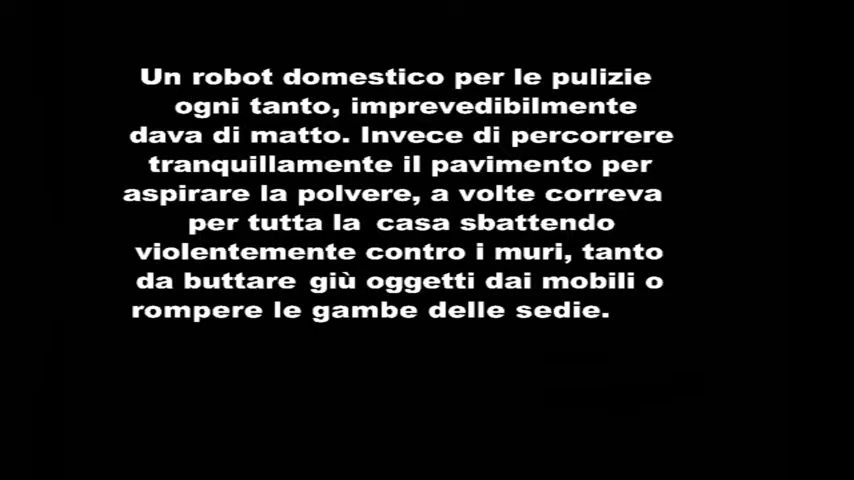 Un robot domestico per le pulizie
ogni tanto, imprevedibilmente
dava di matto. Invece di percorrere
tranquillamente il pavimento per
aspirare la polvere, a volte correva
per tutta la casa sbattendo
violentemente contro i muri, tanto
da buttare giù oggetti dai mobili o
rompere le gambe delle sedie.